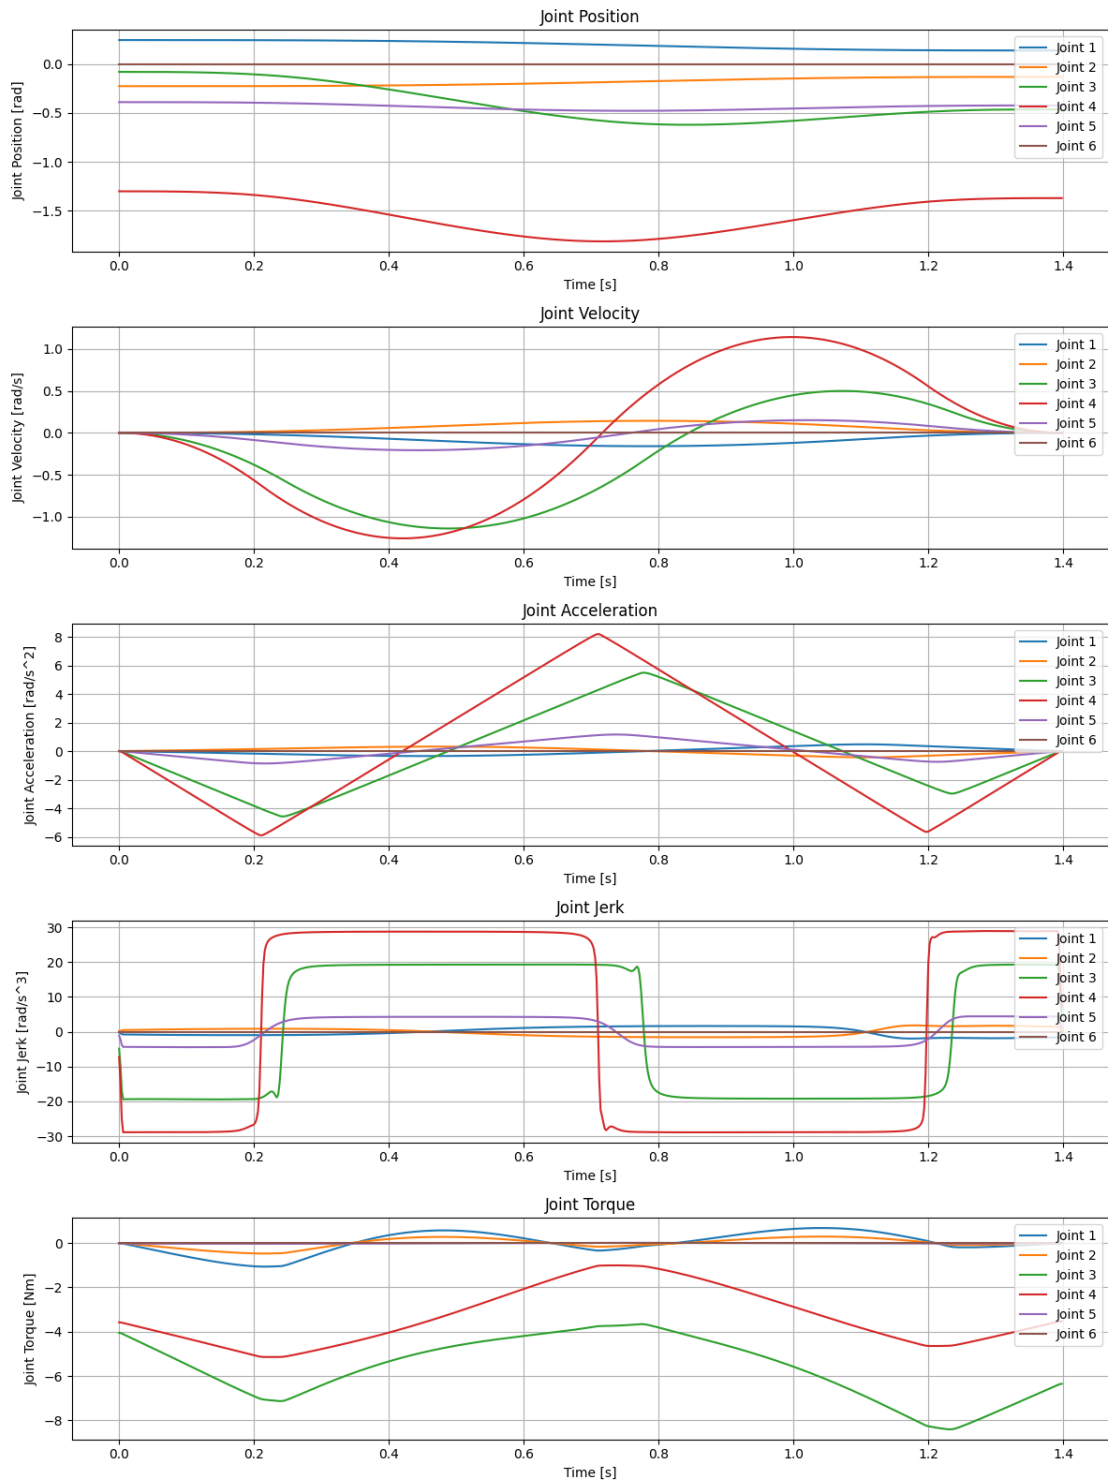 Joint Position
Joint Position [rad]
0.0
−0.5
−1.0
−1.5
Joint 1
Joint 2
Joint 3
Joint 4
Joint 5
Joint 6
0.0 0.2 0.4 0.6 0.8 1.0 1.2 1.4
Time [s]
Joint Velocity
Joint Velocity [rad/s]
1.0
0.5
0.0
−0.5
−1.0
Joint 1
Joint 2
Joint 3
Joint 4
Joint 5
Joint 6
0.0 0.2 0.4 0.6 0.8 1.0 1.2 1.4
Time [s]
Joint Acceleration
Joint Acceleration [rad/s^2]
8
6
4
2
0
−2
−4
−6
Joint 1
Joint 2
Joint 3
Joint 4
Joint 5
Joint 6
0.0 0.2 0.4 0.6 0.8 1.0 1.2 1.4
Time [s]
Joint Jerk
Joint Jerk [rad/s^3]
30
20
10
0
−10
−20
−30
Joint 1
Joint 2
Joint 3
Joint 4
Joint 5
Joint 6
0.0 0.2 0.4 0.6 0.8 1.0 1.2 1.4
Time [s]
Joint Torque
Joint Torque [Nm]
0
−2
−4
−6
−8
Joint 1
Joint 2
Joint 3
Joint 4
Joint 5
Joint 6
0.0 0.2 0.4 0.6 0.8 1.0 1.2 1.4
Time [s]